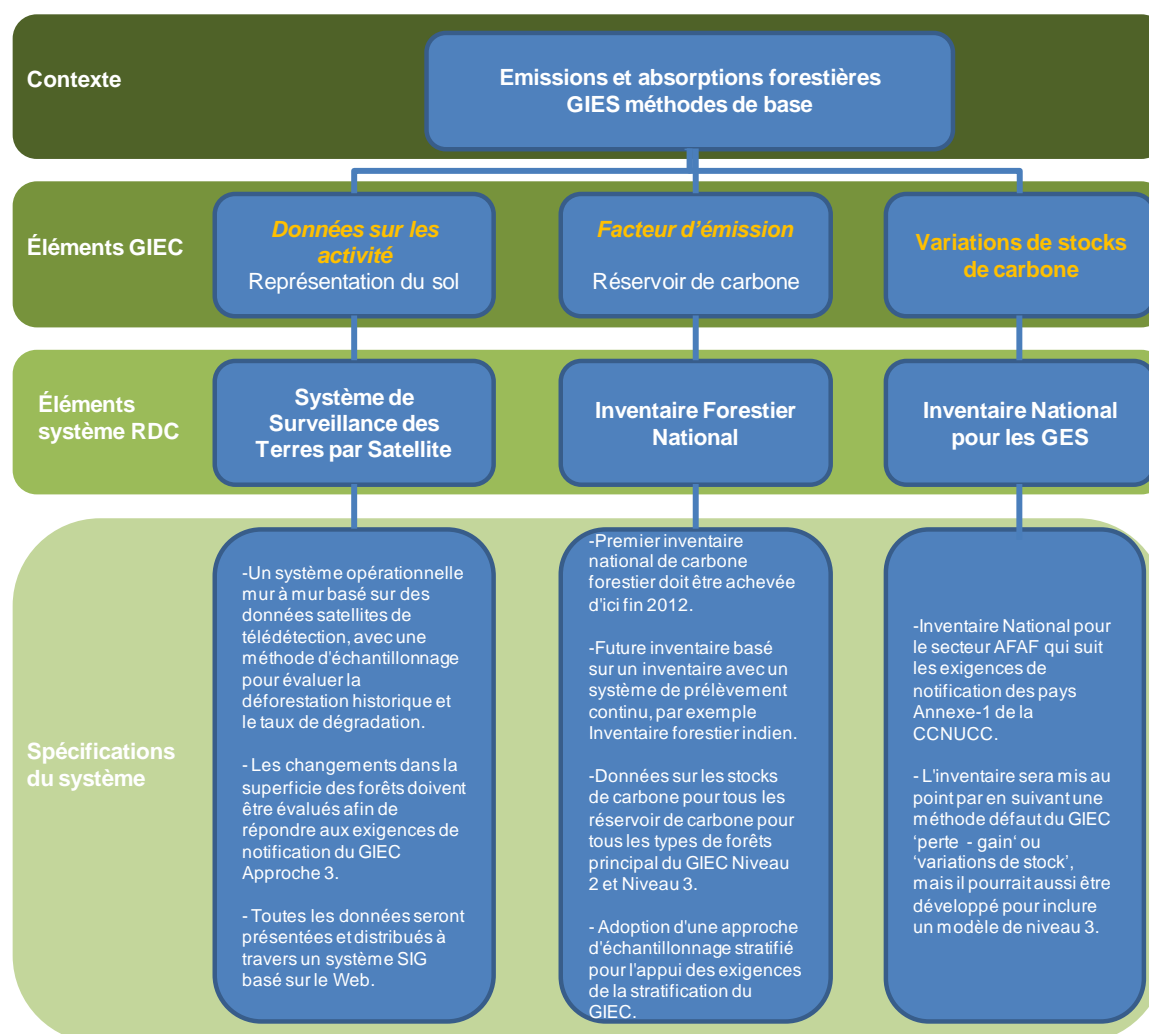 Contexte
Emissions et absorptions forestières
GIES méthodes de base
Éléments GIEC
Données sur les
activité
Représentation du sol
Facteur d'émission
Réservoir de carbone
Variations de stocks
de carbone
Éléments
système RDC
Système de
Surveillance des
Terres par Satellite
Inventaire Forestier
National
Inventaire National
pour les GES
Spécifications
du système
-Un système opérationnelle
mur à mur basé sur des
données satellites de
télédétection, avec une
méthode d'échantillonnage
pour évaluer la
déforestation historique et
le taux de dégradation.
- Les changements dans la
superficie des forêts doivent
être évalués afin de
répondre aux exigences de
notification du GIEC
Approche 3.
- Toutes les données seront
présentées et distribués à
travers un système SIG
basé sur le Web.
-Premier inventaire
national de carbone
forestier doit être achevée
d'ici fin 2012.
-Future inventaire basé
sur un inventaire avec un
système de prélèvement
continu, par exemple
Inventaire forestier indien.
-Données sur les stocks
de carbone pour tous les
réservoir de carbone pour
tous les types de forêts
principal du GIEC Niveau
2 et Niveau 3.
- Adoption d'une approche
d'échantillonnage stratifié
pour l'appui des exigences
de la stratification du
GIEC.
-Inventaire National pour
le secteur AFAF qui suit
les exigences de
notification des pays
Annexe-1 de la
CCNUCC.
- L'inventaire sera mis au
point par en suivant une
méthode défaut du GIEC
'perte - gain' ou
'variations de stock',
mais il pourrait aussi être
développé pour inclure
un modèle de niveau 3.